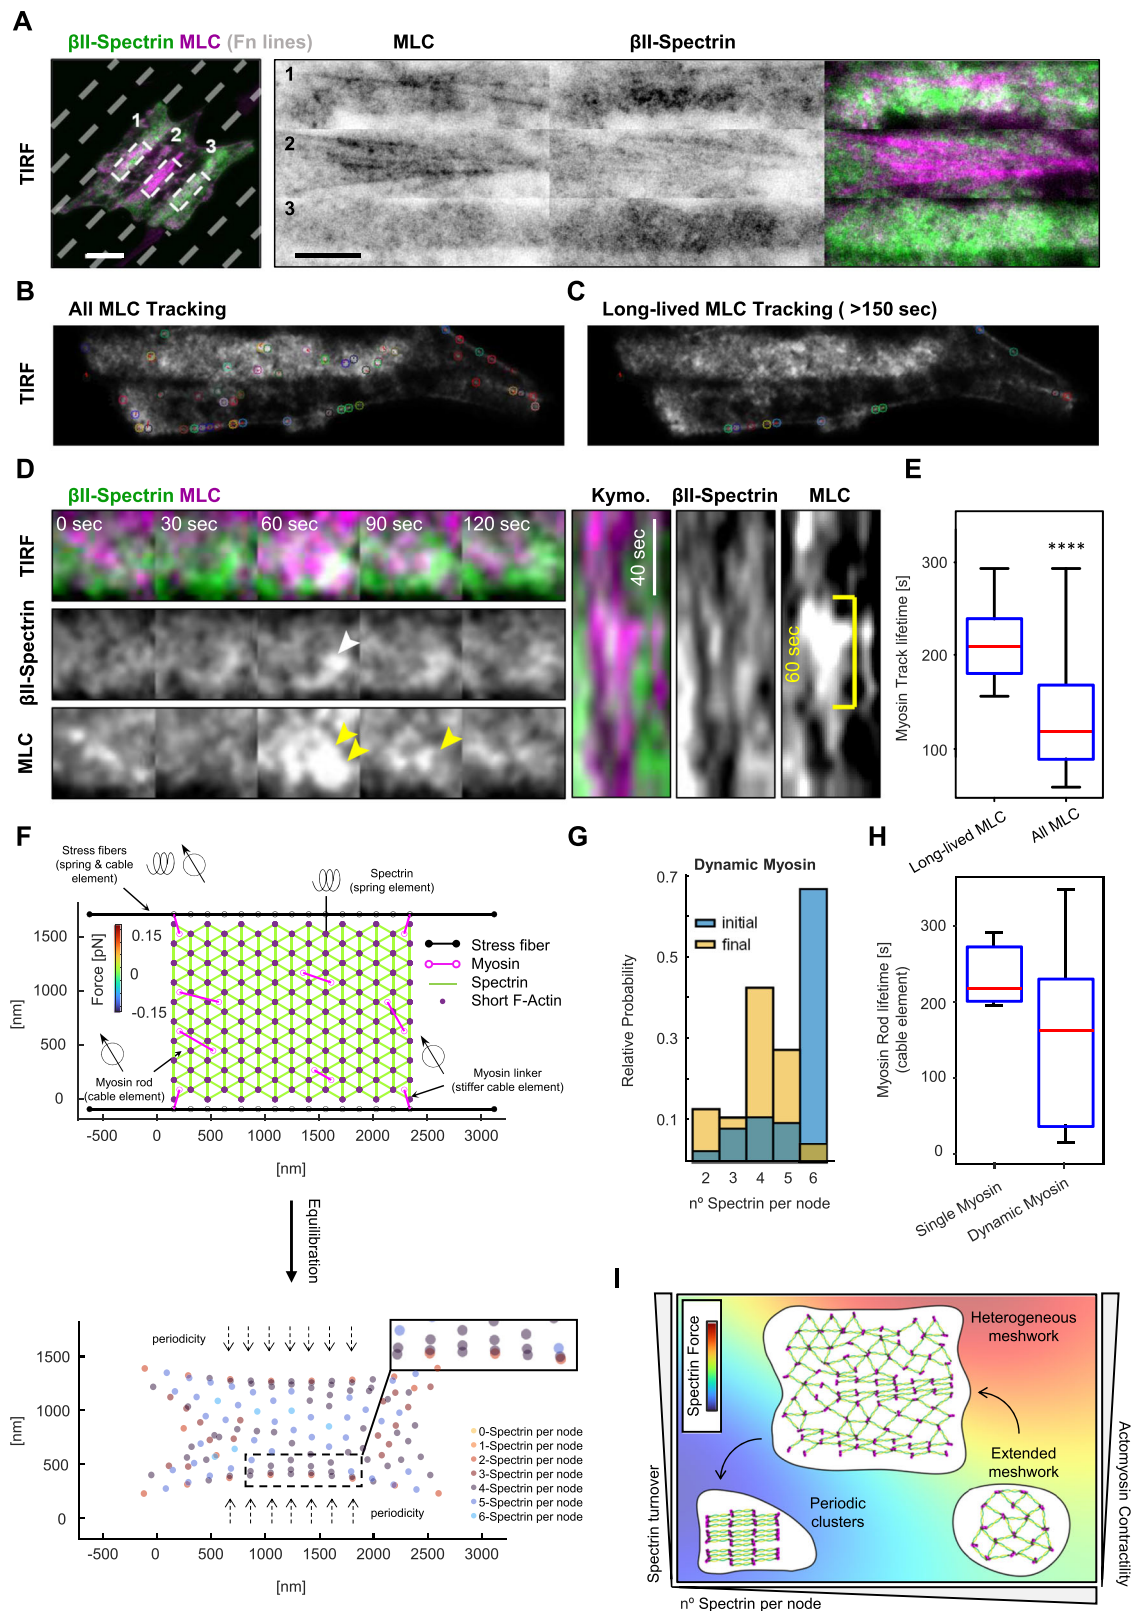 A
βII-Spectrin MLC (Fn lines)
MLC
βII-Spectrin
TIRF
1
2
3
1
2
3
B
All MLC Tracking
C
Long-lived MLC Tracking ( >150 sec)
TIRF
TIRF
D
βII-Spectrin MLC
0 sec
30 sec
60 sec
90 sec
120 sec
TIRF
βII-Spectrin
MLC
Kymo.
βII-Spectrin
MLC
40 sec
60 sec
E
Myosin Track lifetime [s]
300
200
100
****
Long-lived MLC
All MLC
F
Stress fibers
(spring & cable
element)
Spectrin
(spring element)
1500
1000
500
0
[nm]
Force [pN]
0.15
0
-0.15
Stress fiber
Myosin
Spectrin
Short F-Actin
Myosin rod
(cable element)
Myosin linker
(stiffer cable element)
-500
0
500
1000
1500
2000
2500
3000
[nm]
Equilibration
periodicity
1500
1000
500
0
[nm]
0-Spectrin per node
1-Spectrin per node
2-Spectrin per node
3-Spectrin per node
4-Spectrin per node
5-Spectrin per node
6-Spectrin per node
periodicity
-500
0
500
1000
1500
2000
2500
3000
[nm]
G
Dynamic Myosin
0.7
0.5
0.3
0.1
Relative Probability
initial
final
2
3
4
5
6
nº Spectrin per node
H
Myosin Rod lifetime [s]
(cable element)
300
200
100
0
Single Myosin
Dynamic Myosin
I
Spectrin Force
Heterogeneous
meshwork
Extended
meshwork
Periodic
clusters
Spectrin turnover
Actomyosin Contractility
nº Spectrin per node